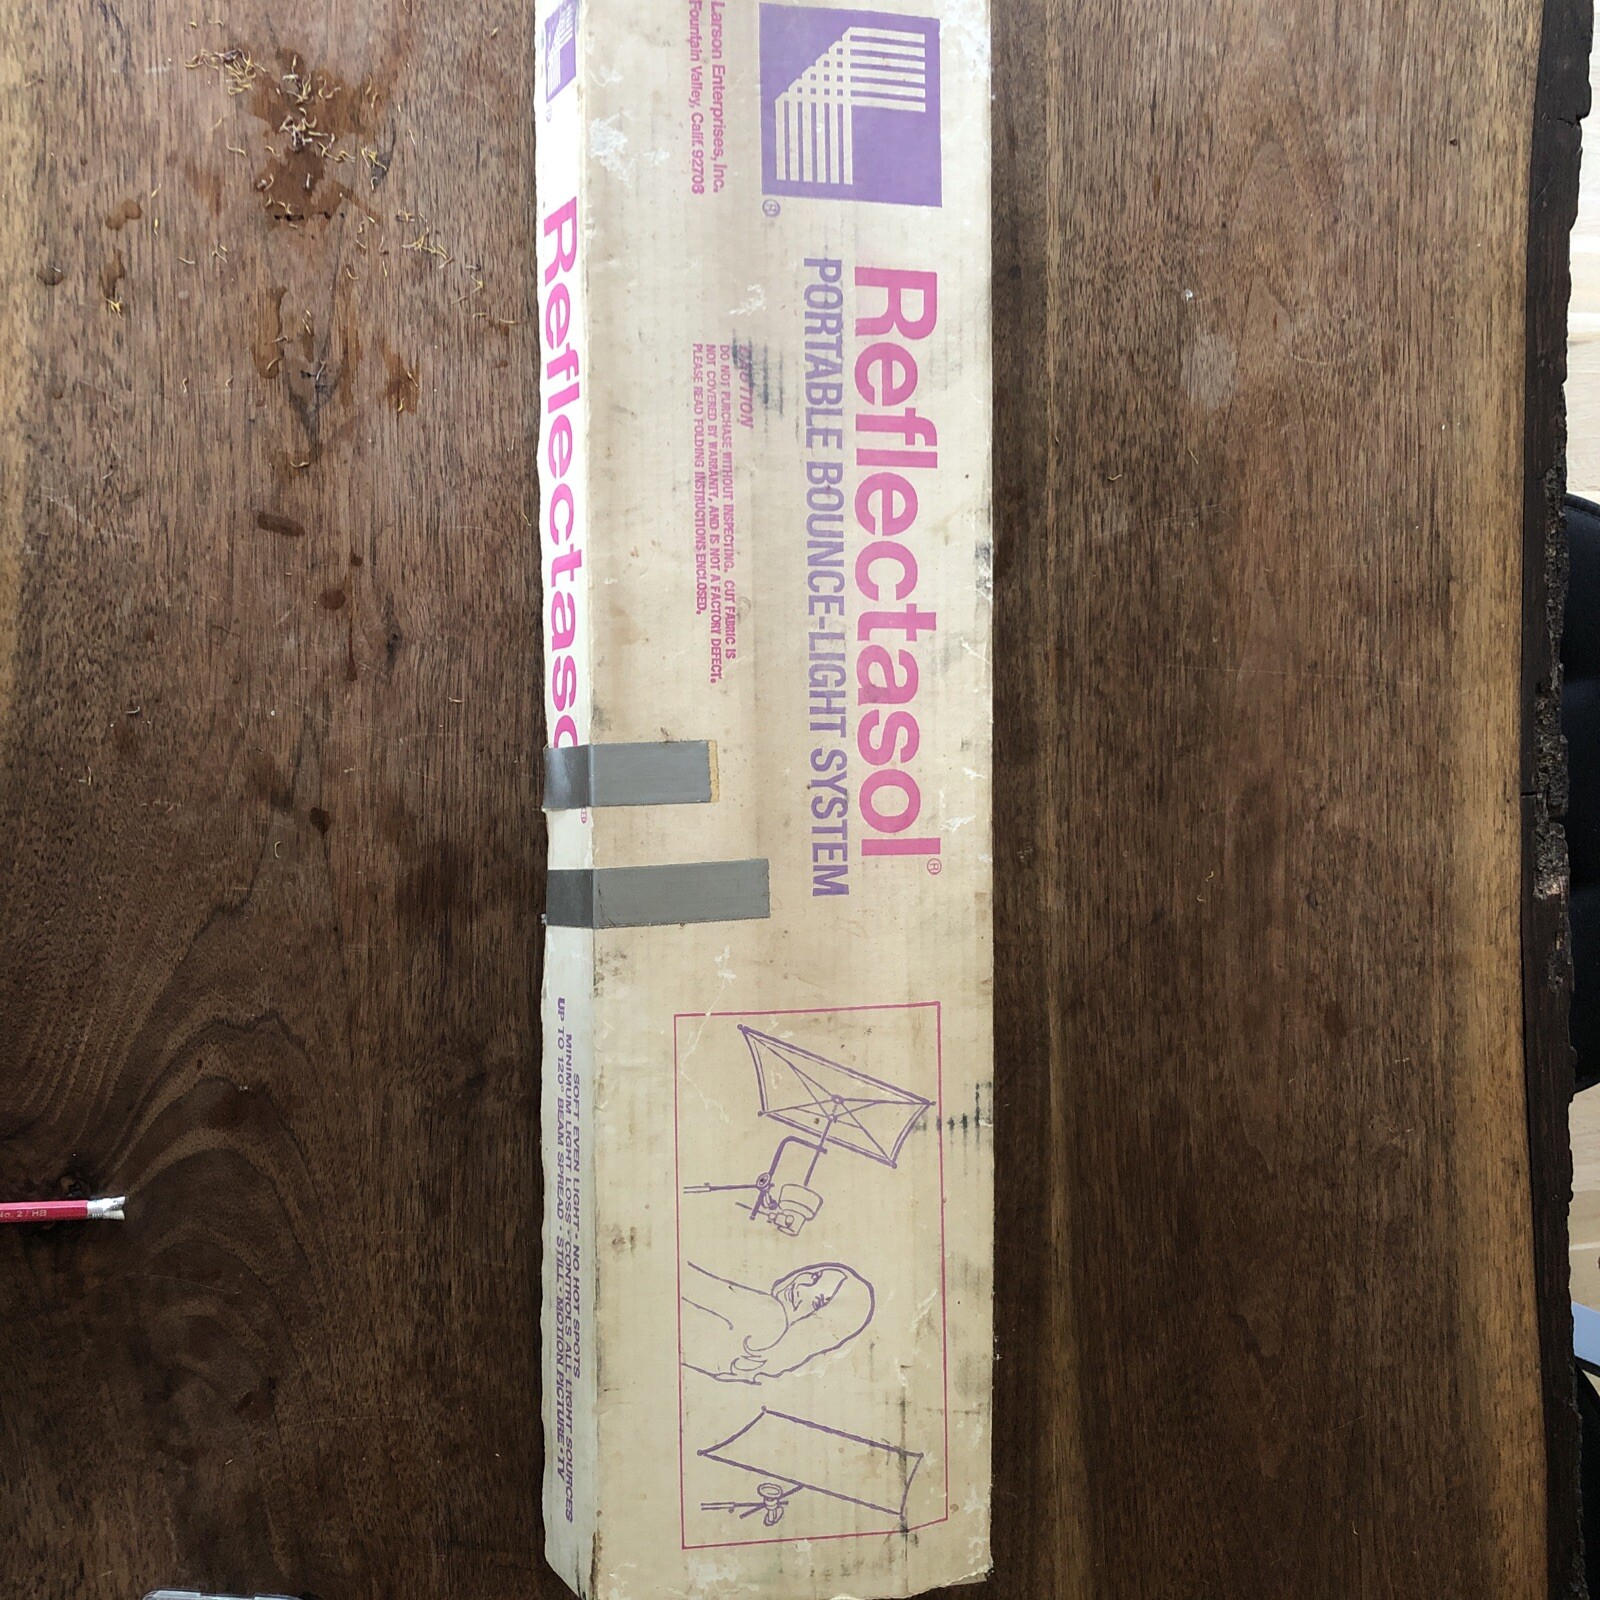 Reflectasol®
PORTABLE BOUNCE-LIGHT SYSTEM
CAUTION
DO NOT PURCHASE WITHOUT INSPECTING. CUT FABRIC IS
NOT COVERED BY WARRANTY, AND IS NOT A FACTORY DEFECT.
PLEASE READ FOLDING INSTRUCTIONS ENCLOSED.
®
Larson Enterprises, Inc.
Fountain Valley, Calif. 92708
Reflectaso
SOFT EVEN LIGHT • NO HOT SPOTS
MINIMUM LIGHT LOSS • CONTROLS ALL LIGHT SOURCES
UP TO 120° BEAM SPREAD • STILL • MOTION PICTURE • TV
No. 2 / HB